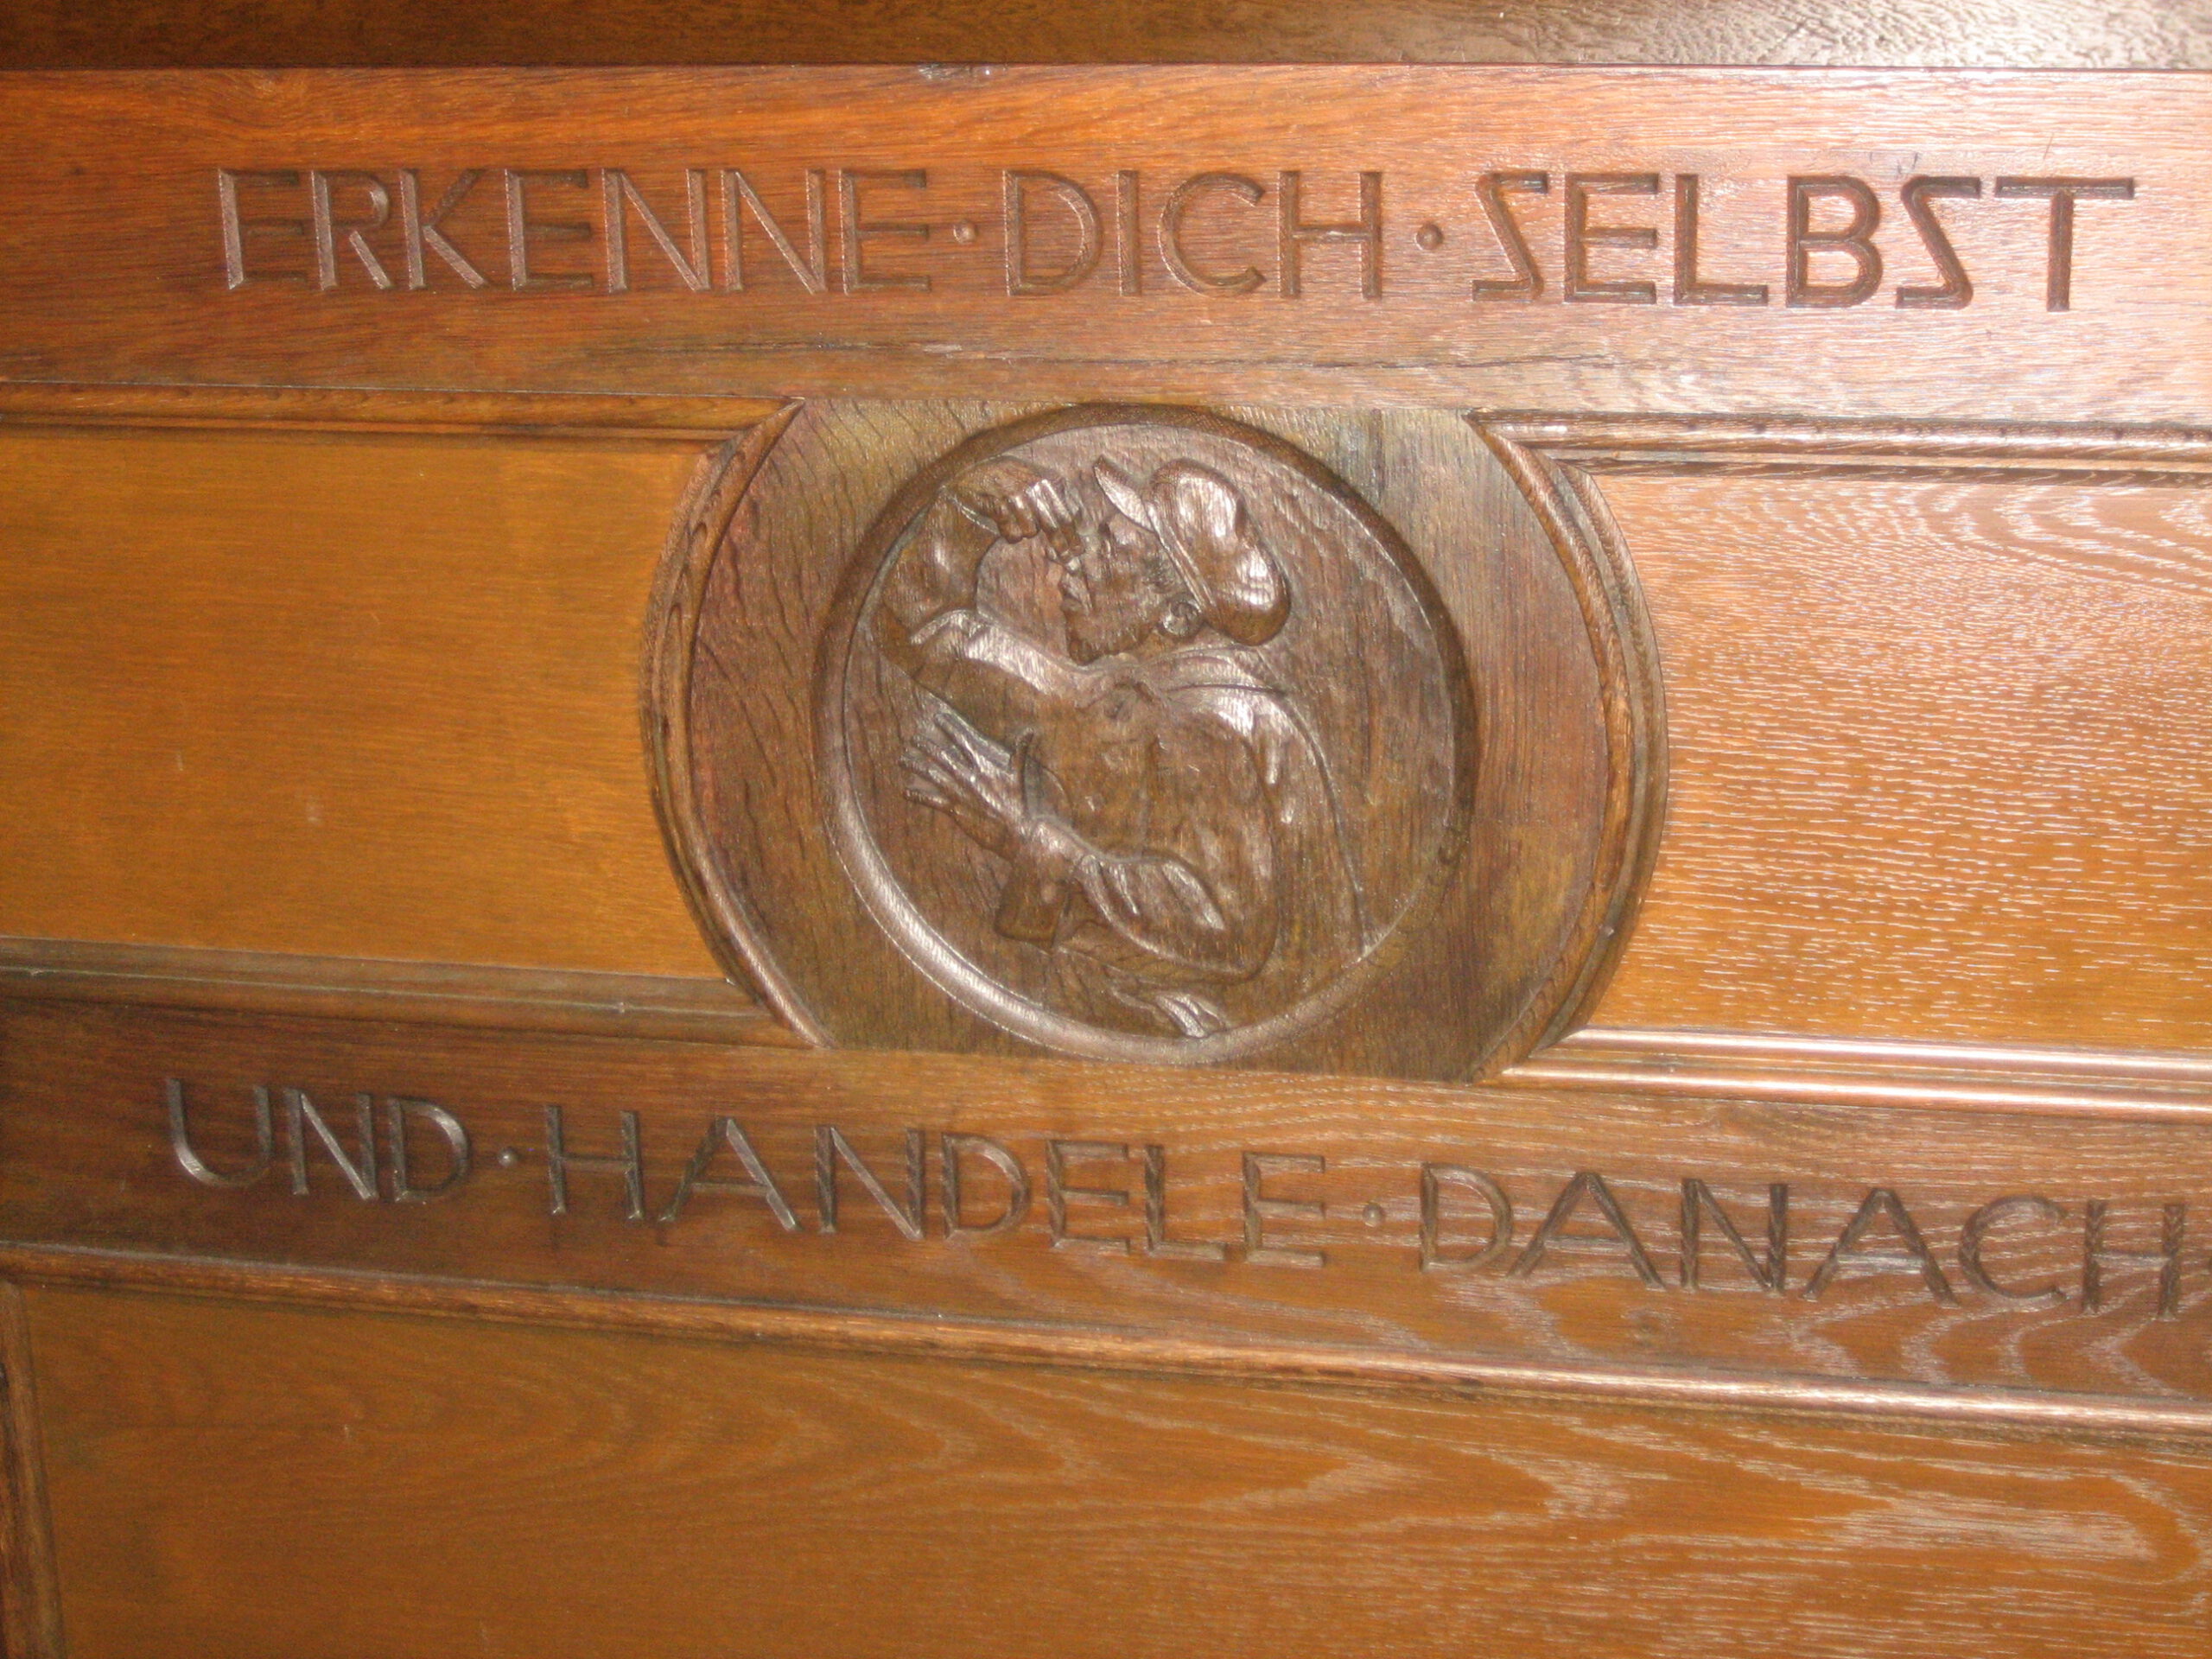 ERKENNE · DICH · SELBST
UND · HANDELE · DANACH